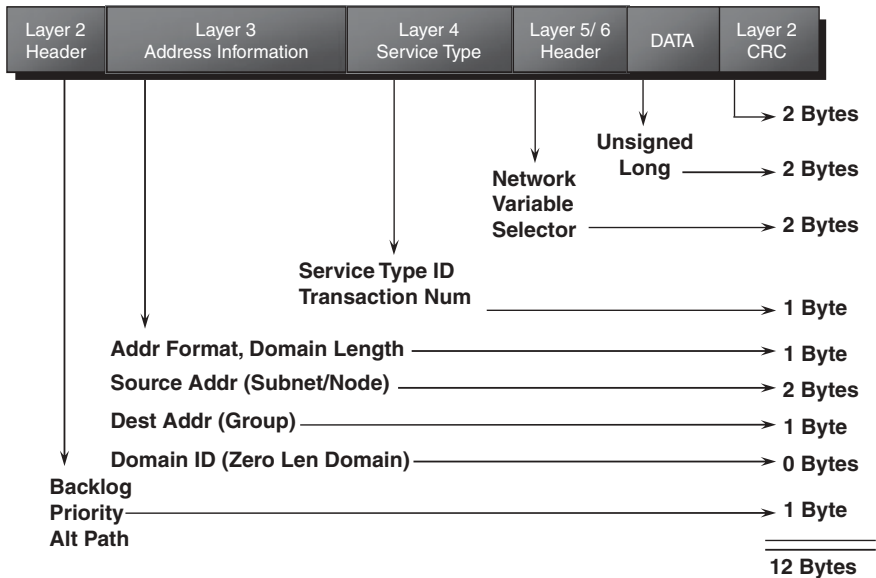 Layer 2
Header
Layer 3
Address Information
Layer 4
Service Type
Layer 5/ 6
Header
DATA
Layer 2
CRC
2 Bytes
Unsigned
Long
2 Bytes
Network
Variable
Selector
2 Bytes
Service Type ID
Transaction Num
1 Byte
Addr Format, Domain Length
1 Byte
Source Addr (Subnet/Node)
2 Bytes
Dest Addr (Group)
1 Byte
Domain ID (Zero Len Domain)
0 Bytes
Backlog
Priority
Alt Path
1 Byte
12 Bytes